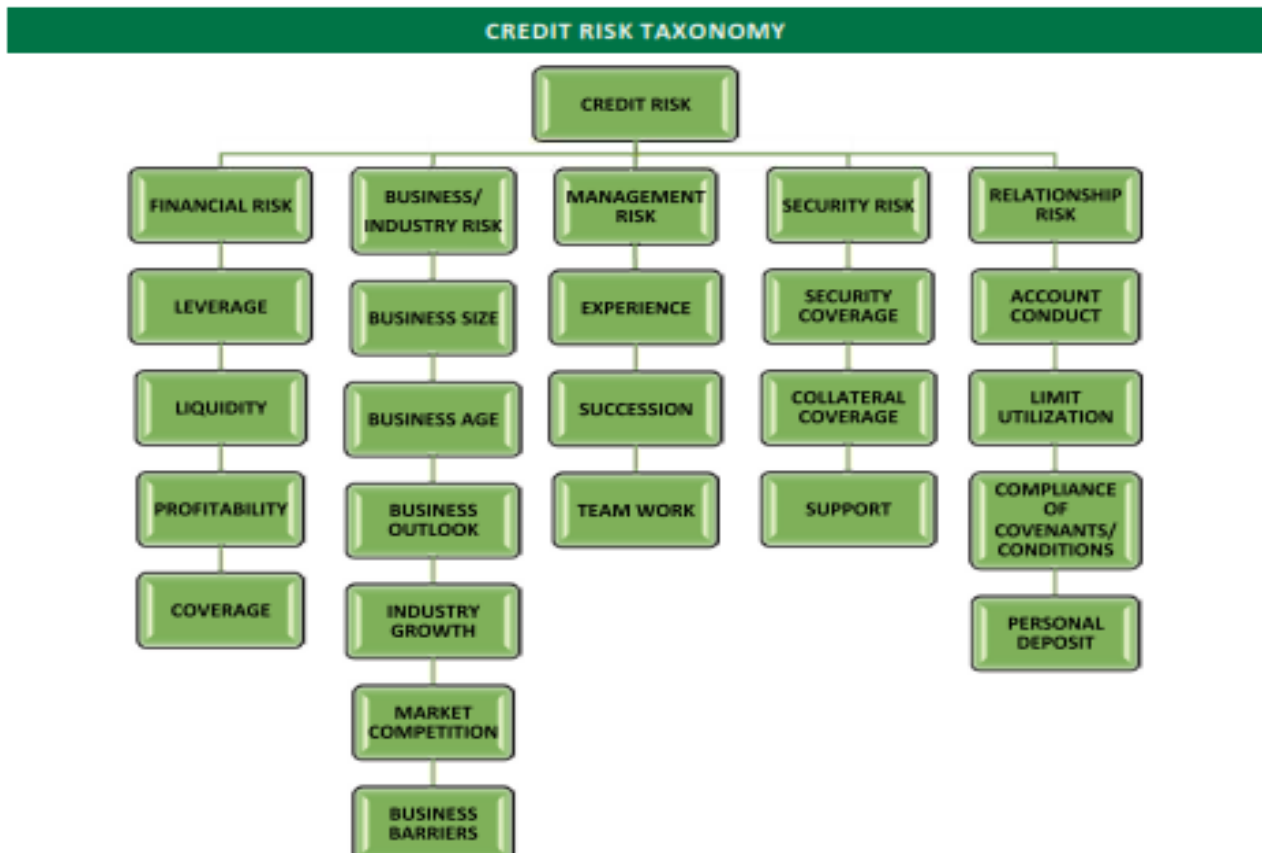 CREDIT RISK TAXONOMY
CREDIT RISK
FINANCIAL RISK
LEVERAGE
LIQUIDITY
PROFITABILITY
COVERAGE
BUSINESS/
INDUSTRY RISK
BUSINESS SIZE
BUSINESS AGE
BUSINESS
OUTLOOK
INDUSTRY
GROWTH
MARKET
COMPETITION
BUSINESS
BARRIERS
MANAGEMENT
RISK
EXPERIENCE
SUCCESSION
TEAM WORK
SECURITY RISK
SECURITY
COVERAGE
COLLATERAL
COVERAGE
SUPPORT
RELATIONSHIP
RISK
ACCOUNT
CONDUCT
LIMIT
UTILIZATION
COMPLIANCE
OF
COVENANTS/
CONDITIONS
PERSONAL
DEPOSIT